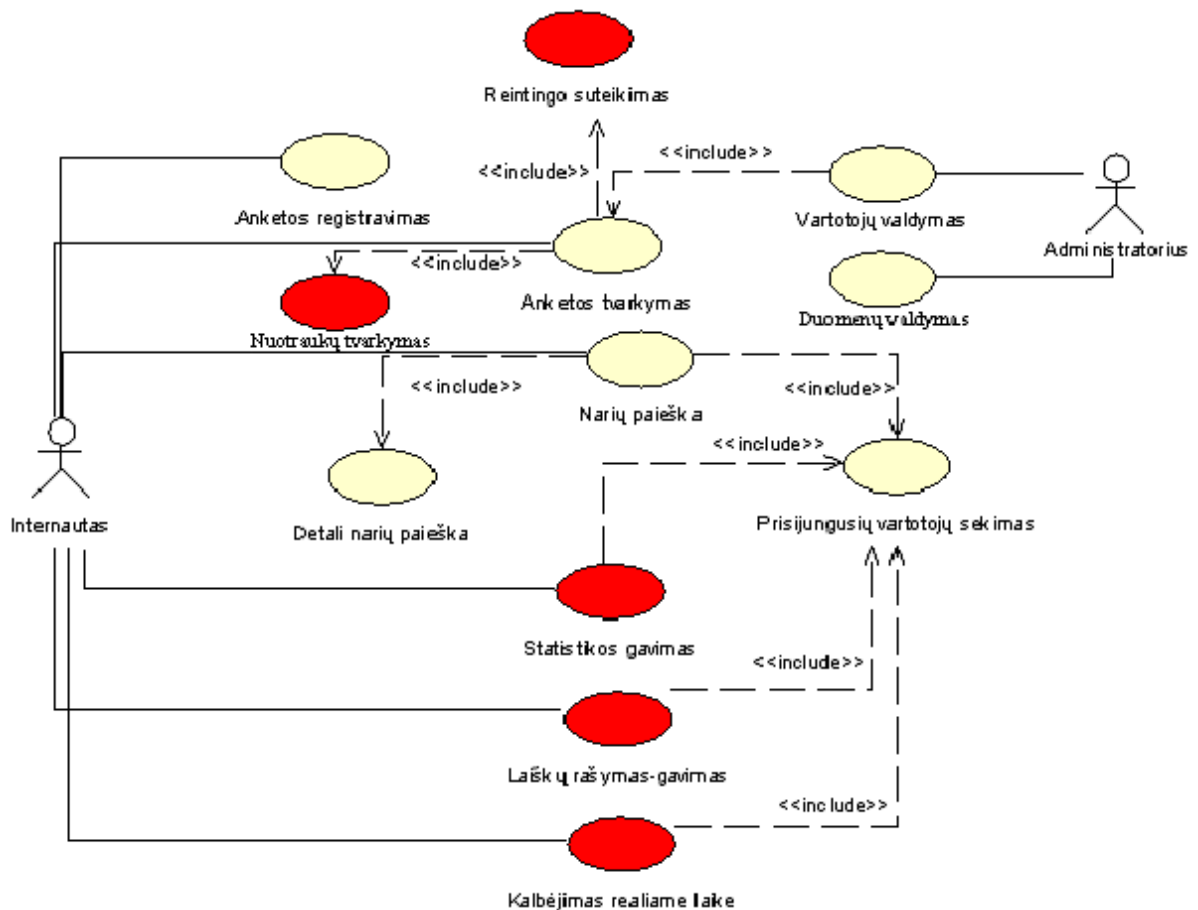 Reintingo suteikimas
<<include>>
<<include>>
Anketos registravimas
Vartotojų valdymas
Administratorius
<<include>>
Anketos tvarkymas
Duomenų valdymas
Nuotraukų tvarkymas
<<include>>
<<include>>
Narių paieška
<<include>>
Internautas
Detali narių paieška
Prisijungusių vartotojų sekimas
Statistikos gavimas
<<include>>
Laiškų rašymas-gavimas
<<include>>
Kalbėjimas realiame laike